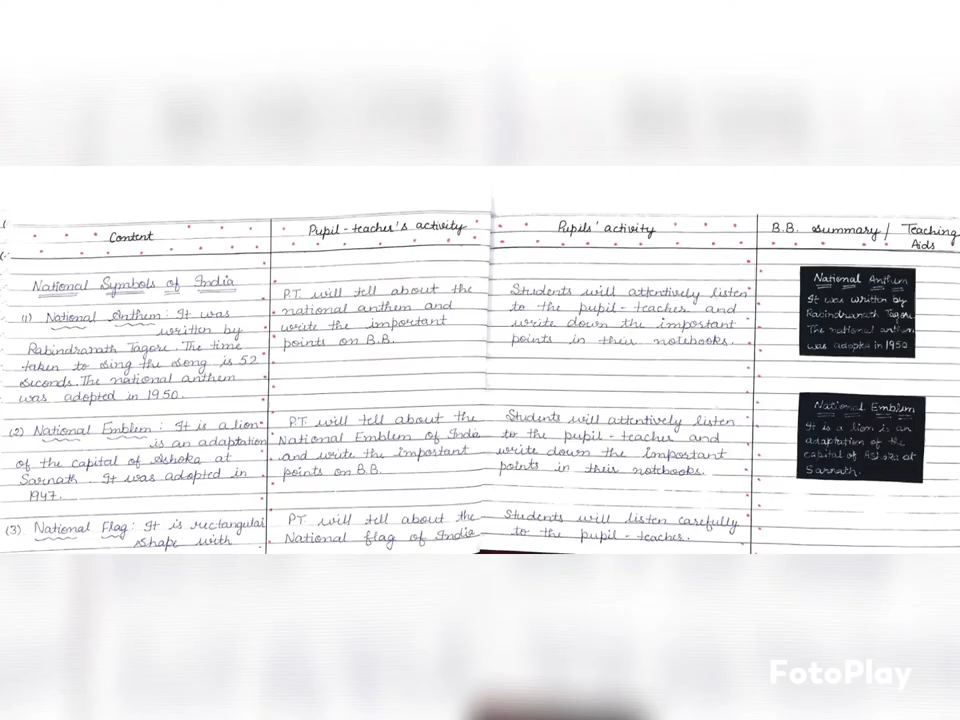 Content
National Symbols of India
(1) National Anthem: It was
written by
Rabindranath Tagore. The time
taken to sing the song is 52
seconds. The national anthem
was adopted in 1950.
(2) National Emblem: It is a lion
is an adaptation
of the capital of Ashoka at
Sarnath. It was adopted in
1947.
(3) National Flag: It is rectangular
shape with
Pupil-teacher's activity
P.T. will tell about the
national anthem and
write the important
points on B.B.
P.T. will tell about the
National Emblem of India
and write the important
points on B.B.
P.T. will tell about the
National flag of India
Pupils' activity
Students will attentively listen
to the pupil-teacher and
write down the important
points in their notebooks.
Students will attentively listen
to the pupil-teacher and
write down the important
points in their notebooks.
Students will listen carefully
to the pupil-teacher.
B.B. summary/ Teaching
Aids
National Anthem
It was written by
Rabindranath Tagore
The national anthem
was adopted in 1950
National Emblem
It is a lion is an
adaptation of the
capital of at
Sarnath.
FotoPlay